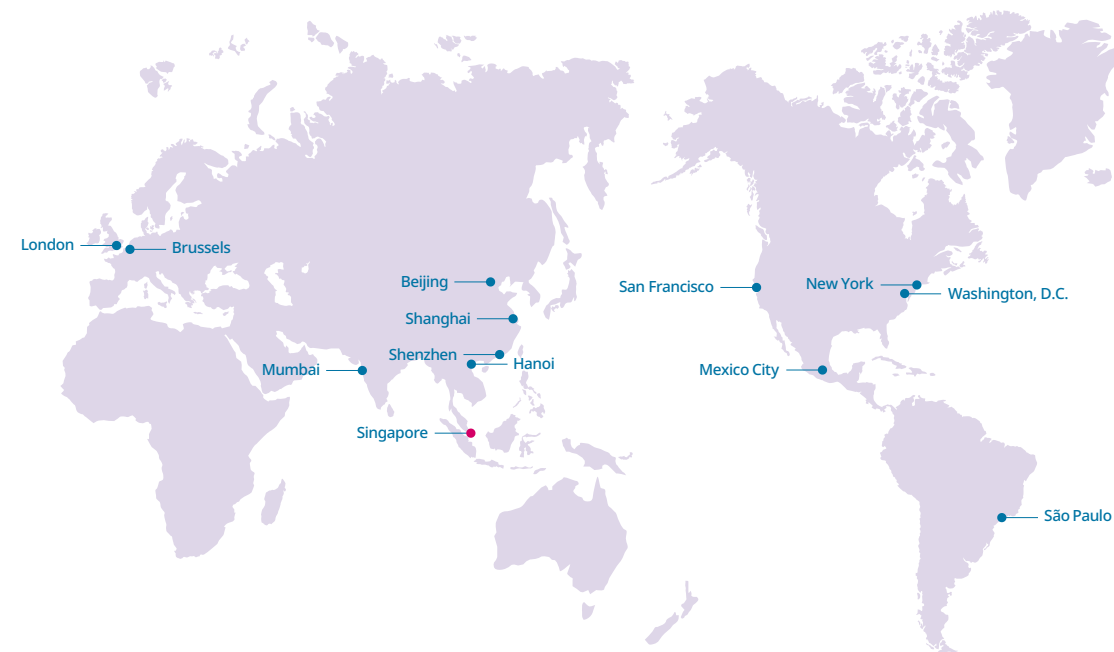 London
Brussels
Beijing
San Francisco
New York
Washington, D.C.
Shanghai
Shenzhen
Hanoi
Mumbai
Mexico City
Singapore
São Paulo